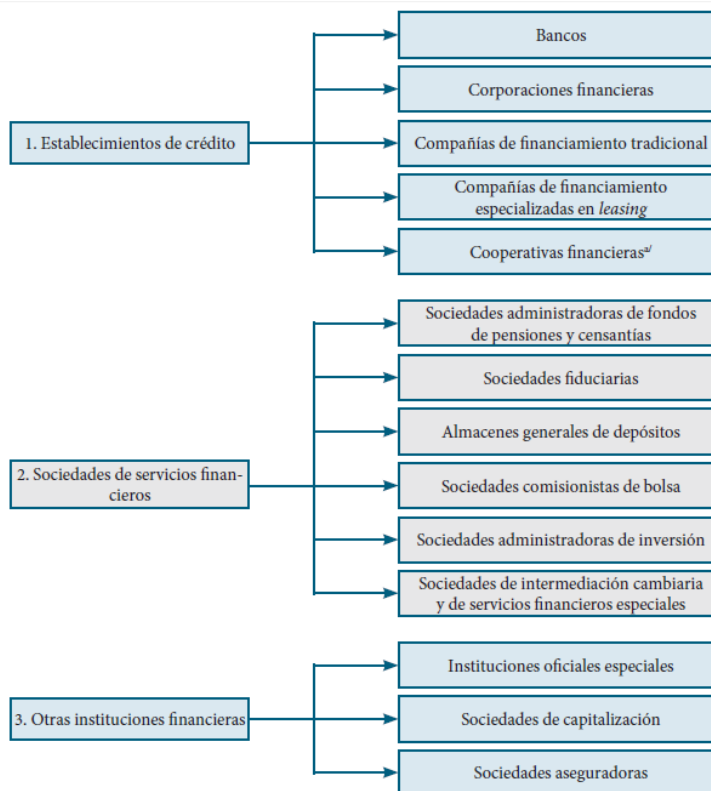 Bancos
Corporaciones financieras
1. Establecimientos de crédito
Compañías de financiamiento tradicional
Compañías de financiamiento
especializadas en leasing
Cooperativas financierasa/
Sociedades administradoras de fondos
de pensiones y censantías
Sociedades fiduciarias
Almacenes generales de depósitos
2. Sociedades de servicios finan-
cieros
Sociedades comisionistas de bolsa
Sociedades administradoras de inversión
Sociedades de intermediación cambiaria
y de servicios financieros especiales
Instituciones oficiales especiales
3. Otras instituciones financieras
Sociedades de capitalización
Sociedades aseguradoras